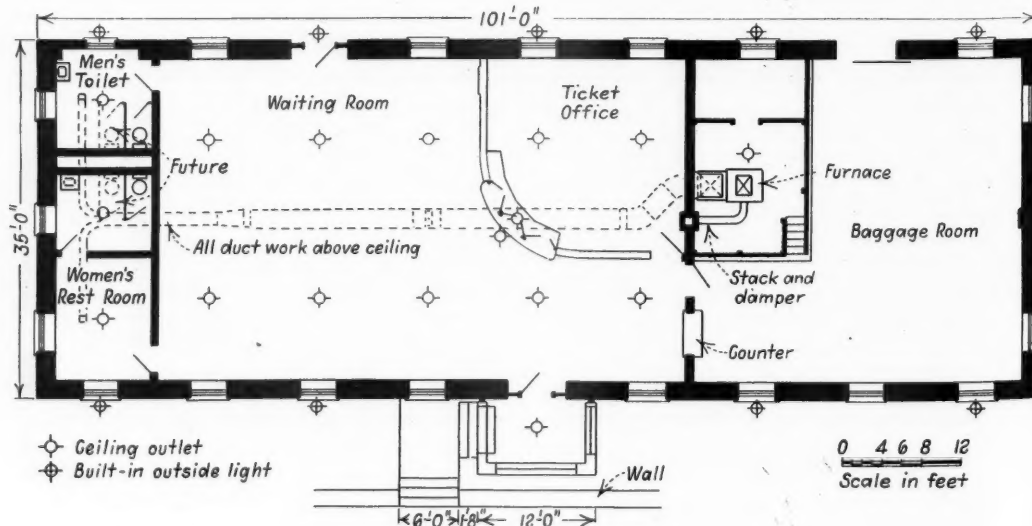 101'-0"
Men's
Toilet
Waiting Room
Ticket
Office
Future
Furnace
35'-0"
All duct work above ceiling
Baggage Room
Women's
Rest Room
Stack and
damper
Counter
Ceiling outlet
Built-in outside light
0 4 6 8 12
Scale in feet
Wall
6'-0" 1'-8" 12'-0"